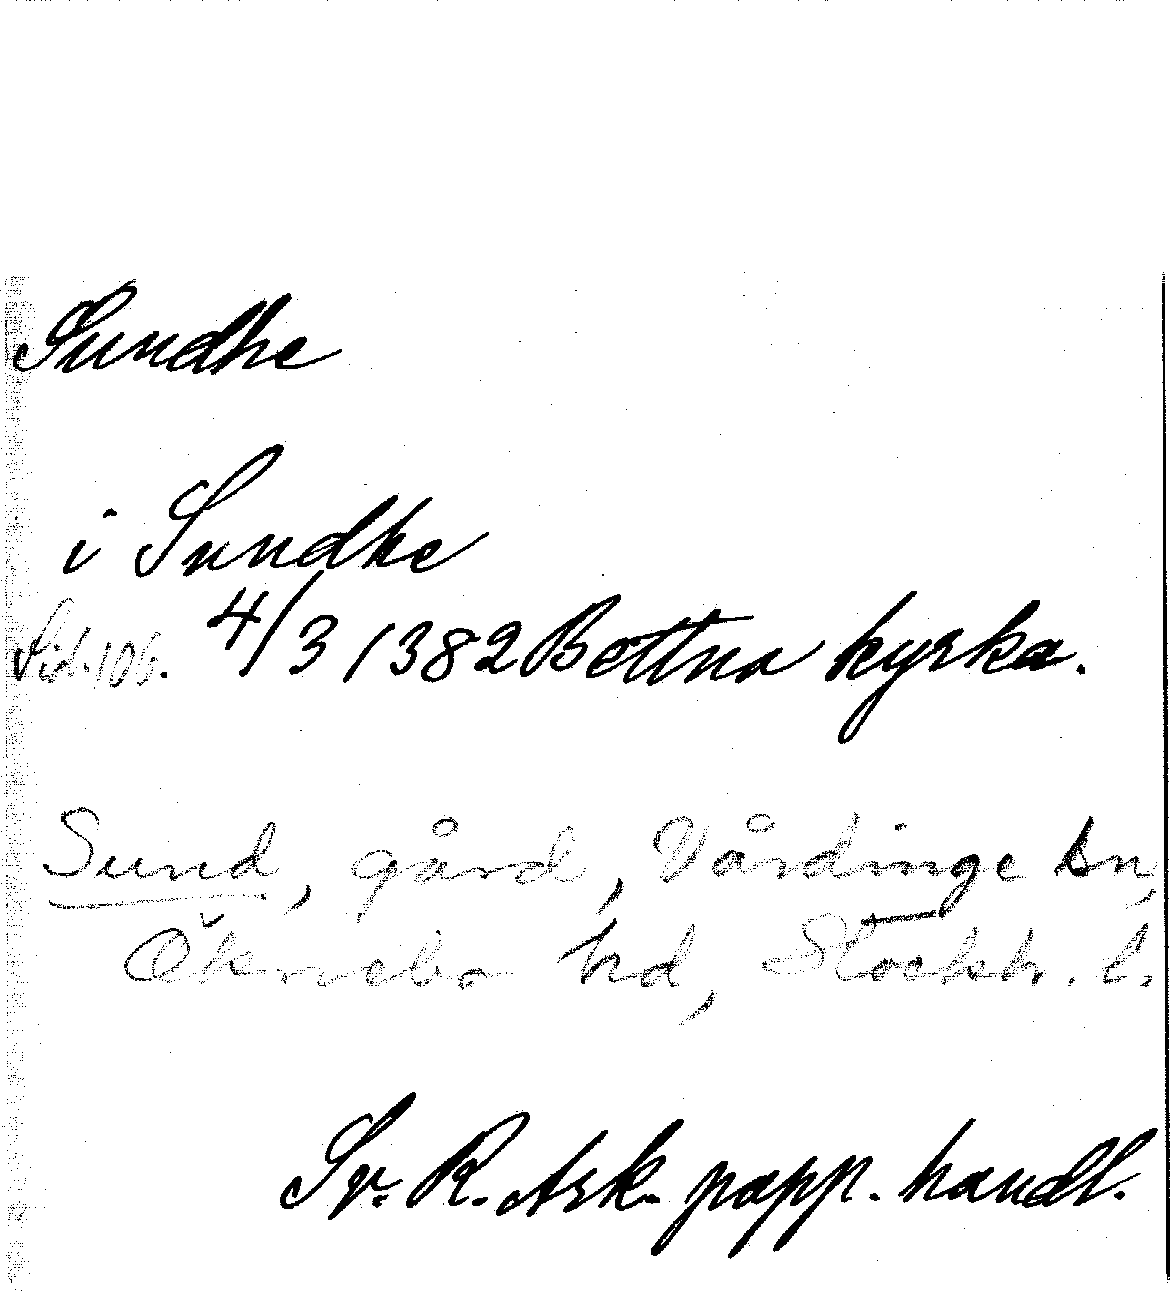 Sundhe
i Sundhe
Sid. 106. 4/3 1382 Bettna kyrka.
Sund, gård, Vårdinge sn,
Öknebo hd, Stockh. l.
Sv. R. Ark. papp. handl.